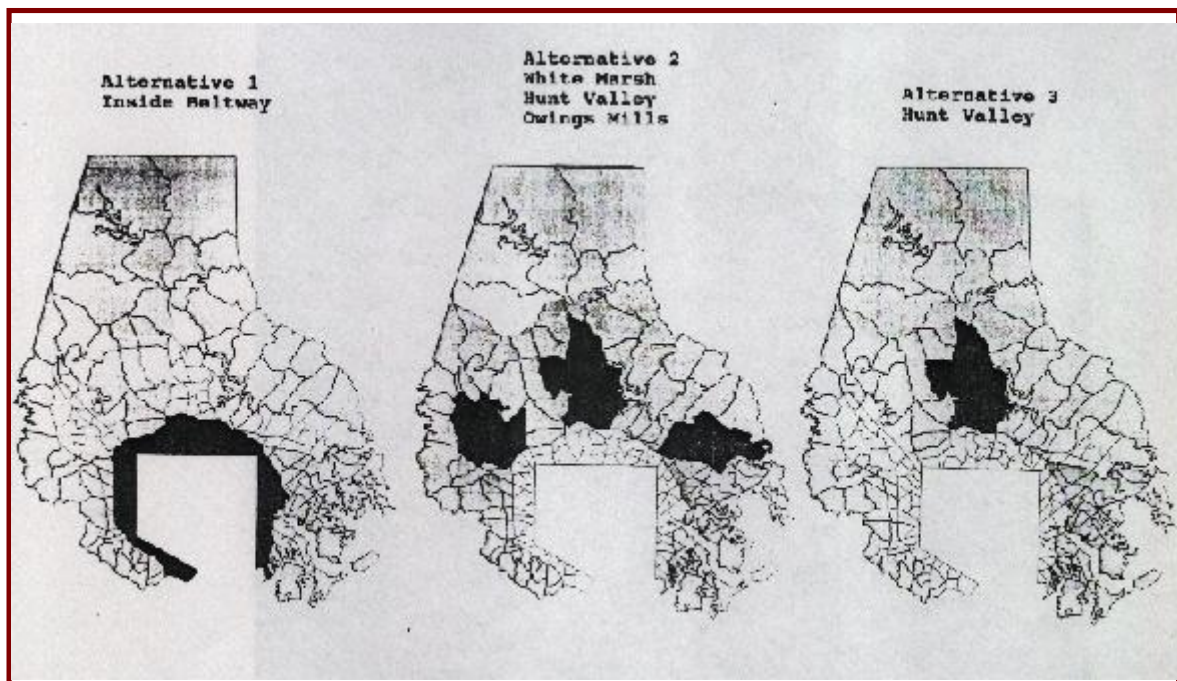 Alternative 1
Inside Beltway
Alternative 2
White Marsh
Hunt Valley
Owings Mills
Alternative 3
Hunt Valley